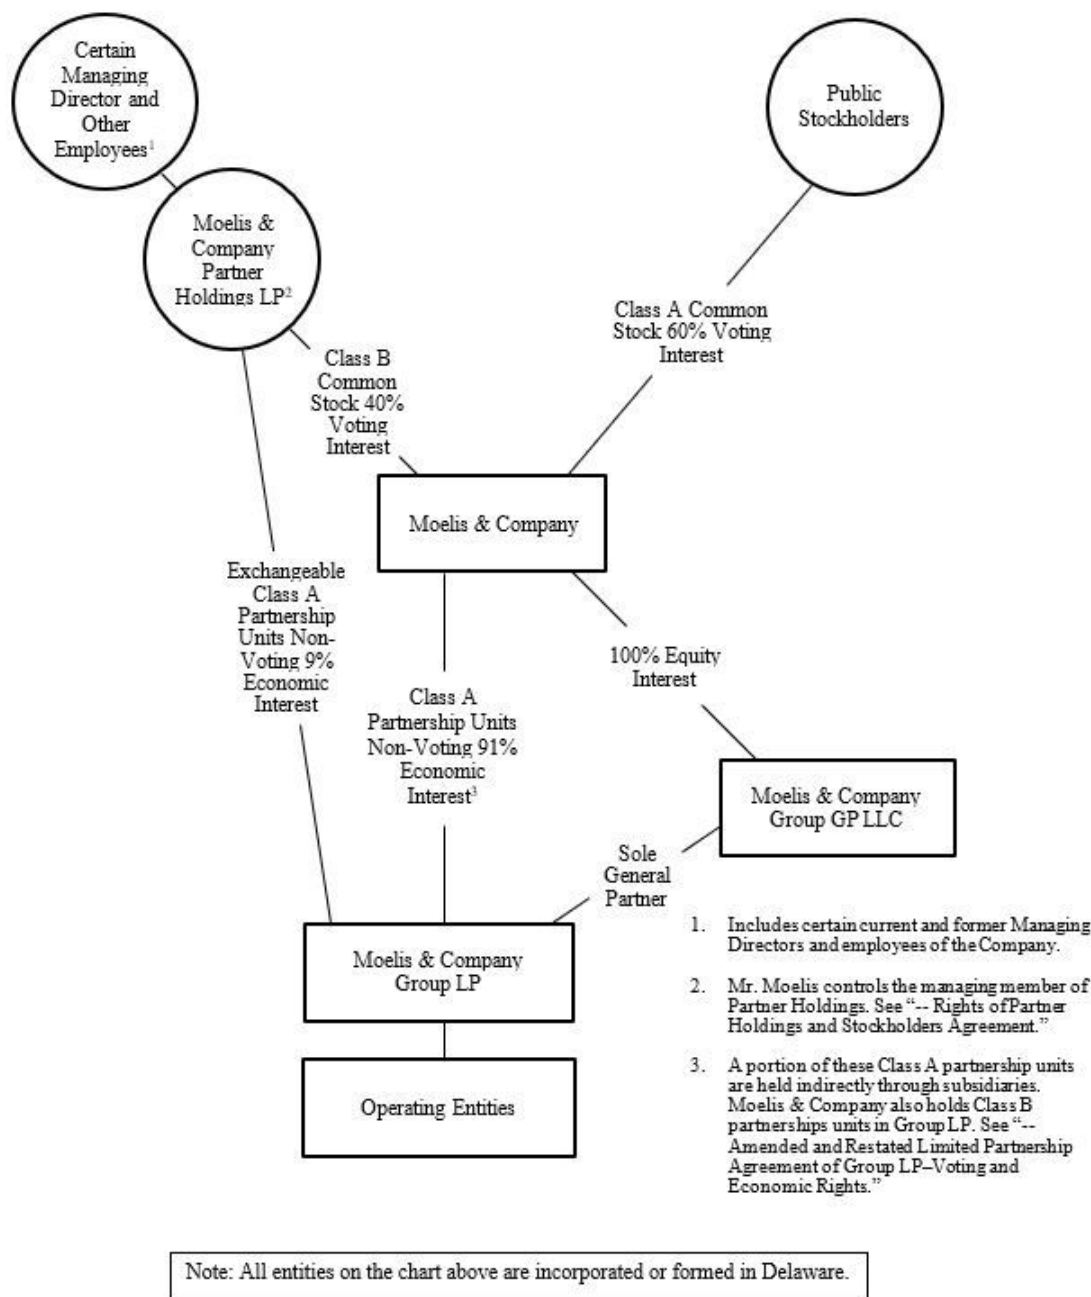 Certain
Managing
Director and
Other
Employees¹
Public
Stockholders
Moelis &
Company
Partner
Holdings LP²
Class A Common
Stock 60% Voting
Interest
Class B
Common
Stock 40%
Voting
Interest
Moelis & Company
Exchangeable
Class A
Partnership
Units Non-
Voting 9%
Economic
Interest
Class A
Partnership Units
Non-Voting 91%
Economic
Interest³
100% Equity
Interest
Moelis & Company
Group GP LLC
Sole
General
Partner
Moelis & Company
Group LP
Operating Entities
1. Includes certain current and former Managing
Directors and employees of the Company.
2. Mr. Moelis controls the managing member of
Partner Holdings. See “-- Rights of Partner
Holdings and Stockholders Agreement.”
3. A portion of these Class A partnership units
are held indirectly through subsidiaries.
Moelis & Company also holds Class B
partnerships units in Group LP. See “--
Amended and Restated Limited Partnership
Agreement of Group LP–Voting and
Economic Rights.”
Note: All entities on the chart above are incorporated or formed in Delaware.